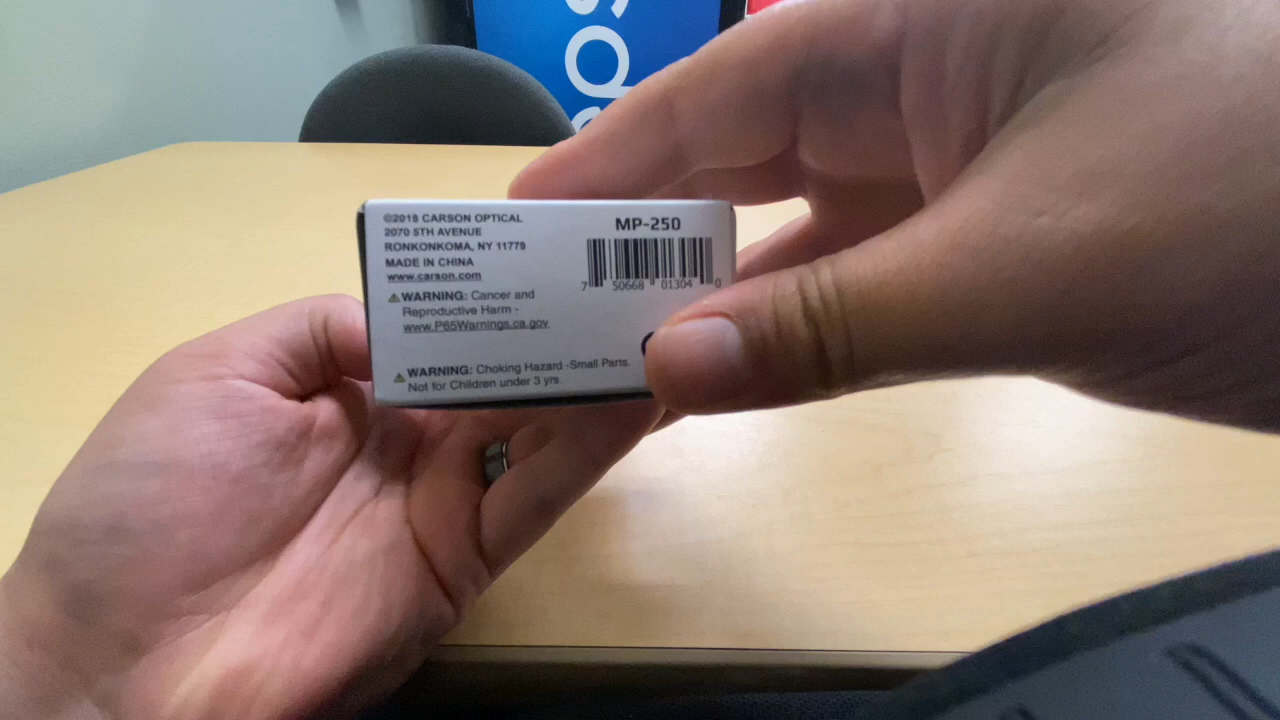 ©2018 CARSON OPTICAL
2070 5TH AVENUE
RONKONKOMA, NY 11779
MADE IN CHINA
www.carson.com
WARNING: Cancer and
Reproductive Harm -
www.P65Warnings.ca.gov
WARNING: Choking Hazard -Small Parts.
Not for Children under 3 yrs.
MP-250
7 50668 01304 0